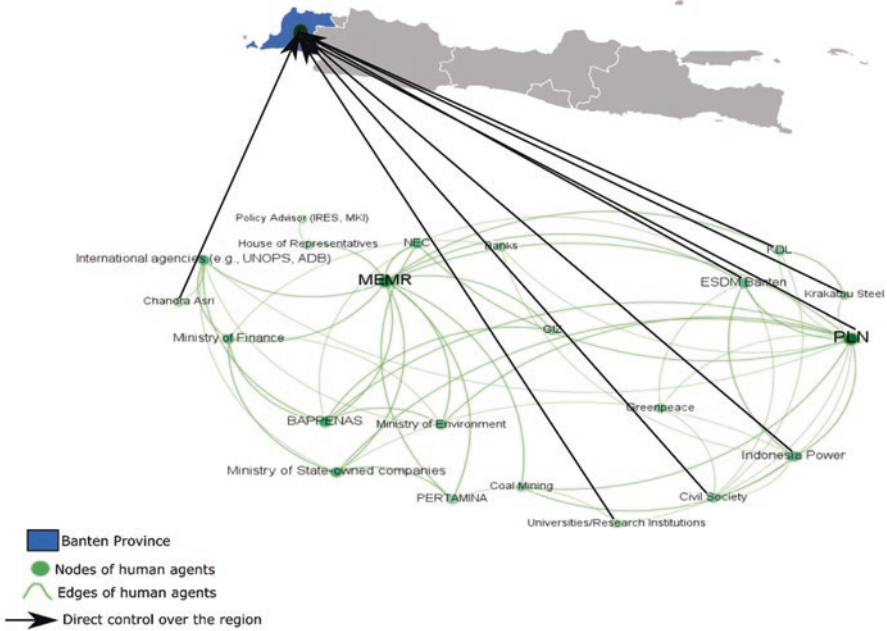 Policy Advisor (IRES, MKI)
House of Representatives
NEC
Banks
KDL
International agencies (e.g., UNOPS, ADB)
MEMR
ESDM Banten
Chandra Asri
Krakatau Steel
Ministry of Finance
GIZ
PLN
Greenpeace
BAPPENAS
Ministry of Environment
Indonesia Power
Ministry of State-owned companies
Coal Mining
PERTAMINA
Civil Society
Universities/Research Institutions
Banten Province
Nodes of human agents
Edges of human agents
Direct control over the region